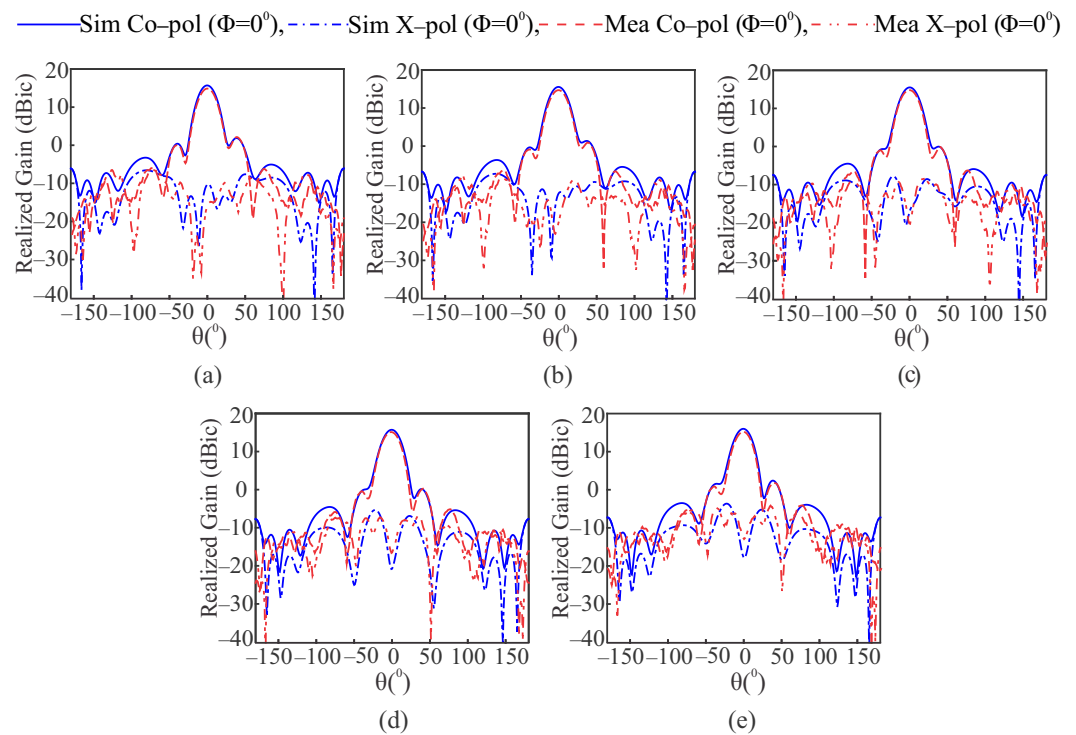 Sim Co–pol (Φ=0⁰), Sim X–pol (Φ=0⁰), Mea Co–pol (Φ=0⁰), Mea X–pol (Φ=0⁰)
Realized Gain (dBic)
20
10
0
–10
–20
–30
–40
–150 –100 –50 0 50 100 150
θ(⁰)
(a)
Realized Gain (dBic)
20
10
0
–10
–20
–30
–40
–150 –100 –50 0 50 100 150
θ(⁰)
(b)
Realized Gain (dBic)
20
10
0
–10
–20
–30
–40
–150 –100 –50 0 50 100 150
θ(⁰)
(c)
Realized Gain (dBic)
20
10
0
–10
–20
–30
–40
–150 –100 –50 0 50 100 150
θ(⁰)
(d)
Realized Gain (dBic)
20
10
0
–10
–20
–30
–40
–150 –100 –50 0 50 100 150
θ(⁰)
(e)